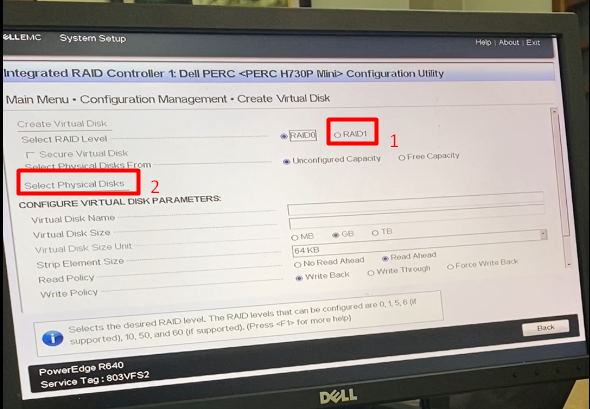 DELLEMC System Setup
Help | About | Exit
Integrated RAID Controller 1: Dell PERC <PERC H730P Mini> Configuration Utility
Main Menu • Configuration Management • Create Virtual Disk
Create Virtual Disk
Select RAID Level RAID0 RAID1 1
Secure Virtual Disk
Select Physical Disks From Unconfigured Capacity Free Capacity
Select Physical Disks 2
CONFIGURE VIRTUAL DISK PARAMETERS:
Virtual Disk Name
Virtual Disk Size
Virtual Disk Size Unit MB GB TB
Strip Element Size 64 KB
Read Policy No Read Ahead Read Ahead
Write Policy Write Back Write Through Force Write Back
Selects the desired RAID level. The RAID levels that can be configured are 0, 1, 5, 6 (if
supported), 10, 50, and 60 (if supported). (Press <F1> for more help)
Back
PowerEdge R640
Service Tag : 803VFS2
DELL